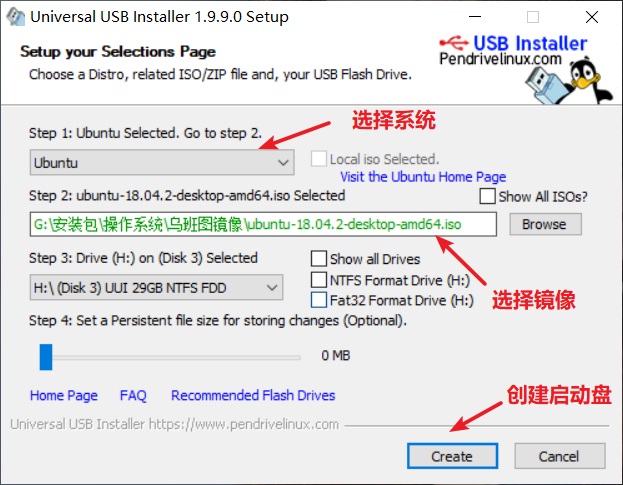 Universal USB Installer 1.9.9.0 Setup
Setup your Selections Page
Choose a Distro, related ISO/ZIP file and, your USB Flash Drive.
USB Installer
Pendrivelinux.com
Step 1: Ubuntu Selected. Go to step 2.
选择系统
Ubuntu
Local iso Selected.
Visit the Ubuntu Home Page
Step 2: ubuntu-18.04.2-desktop-amd64.iso Selected
Show All ISOs?
G:\安装包\操作系统\乌班图镜像\ubuntu-18.04.2-desktop-amd64.iso
Browse
Step 3: Drive (H:) on (Disk 3) Selected
Show all Drives
H:\ (Disk 3) UUI 29GB NTFS FDD
NTFS Format Drive (H:)
Fat32 Format Drive (H:)
选择镜像
Step 4: Set a Persistent file size for storing changes (Optional).
0 MB
Home Page
FAQ
Recommended Flash Drives
创建启动盘
Universal USB Installer https://www.pendrivelinux.com
Create
Cancel